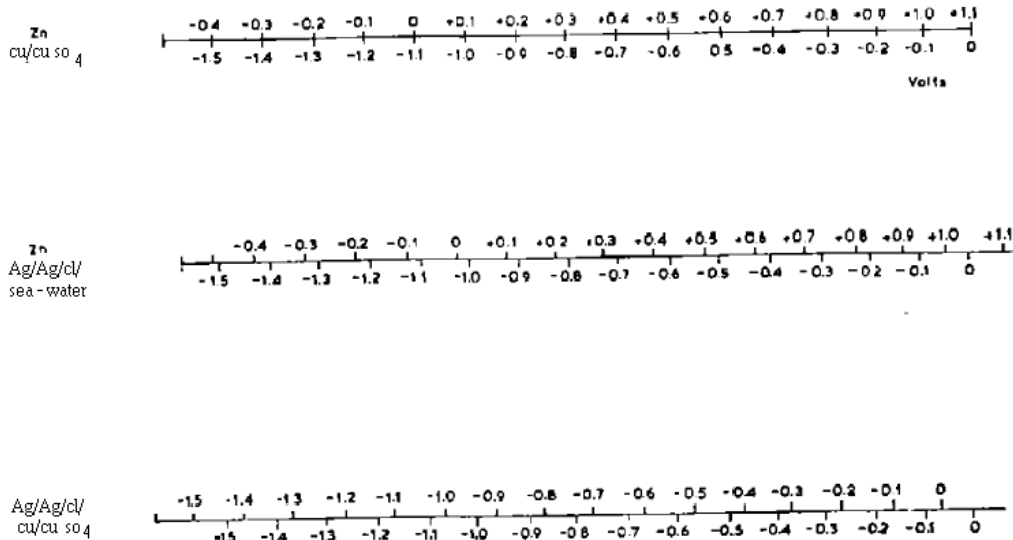 -0.4 -0.3 -0.2 -0.1 0 +0.1 +0.2 +0.3 +0.4 +0.5 +0.6 +0.7 +0.8 +0.9 +1.0 +1.1
Zn
cu/cu so 4
-1.5 -1.4 -1.3 -1.2 -1.1 -1.0 -0.9 -0.8 -0.7 -0.6 0.5 -0.4 -0.3 -0.2 -0.1 0
Volts
-0.4 -0.3 -0.2 -0.1 0 +0.1 +0.2 +0.3 +0.4 +0.5 +0.6 +0.7 +0.8 +0.9 +1.0 +1.1
Zn
Ag/Ag/cl/
sea - water
-1.5 -1.4 -1.3 -1.2 -1.1 -1.0 -0.9 -0.8 -0.7 -0.6 -0.5 -0.4 -0.3 -0.2 -0.1 0
-1.5 -1.4 -1.3 -1.2 -1.1 -1.0 -0.9 -0.8 -0.7 -0.6 -0.5 -0.4 -0.3 -0.2 -0.1 0
Ag/Ag/cl/
cu/cu so 4
-1.5 -1.4 -1.3 -1.2 -1.1 -1.0 -0.9 -0.8 -0.7 -0.6 -0.5 -0.4 -0.3 -0.2 -0.1 0